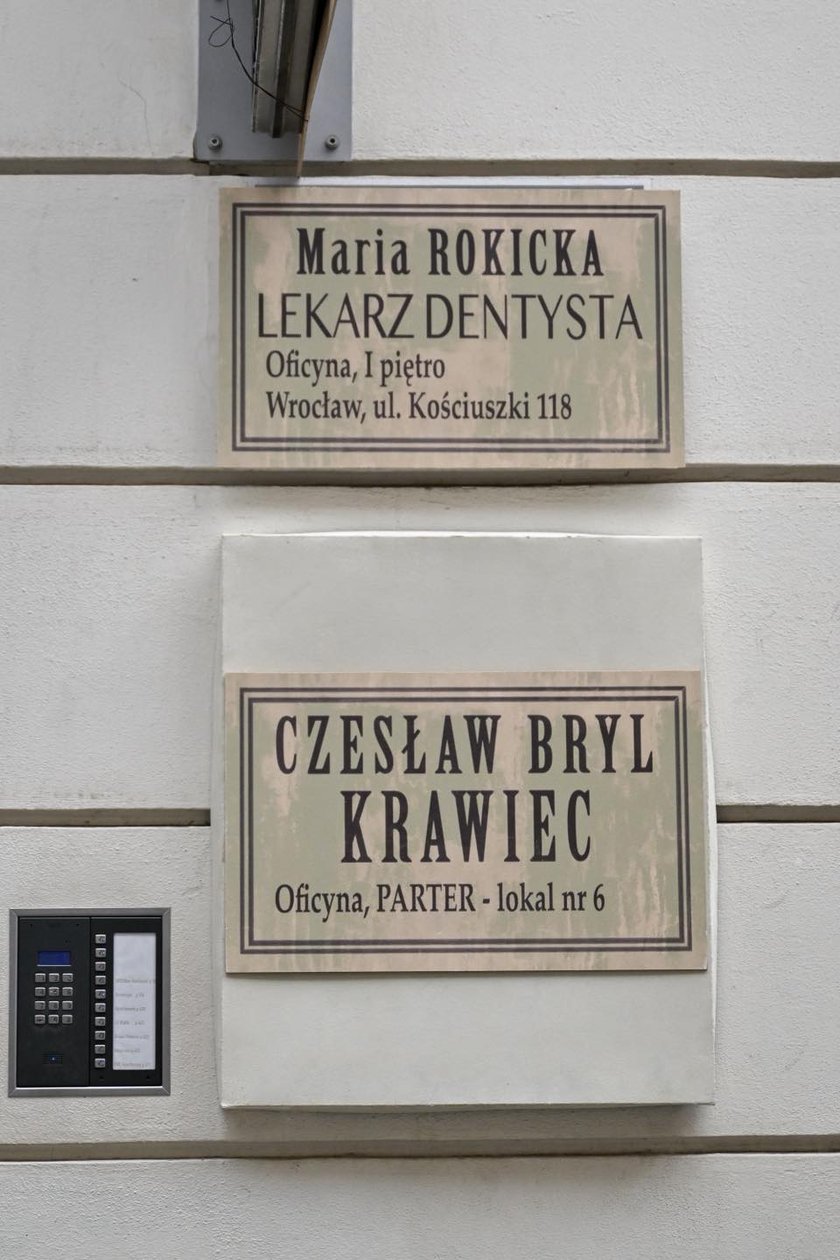 Maria ROKICKA
LEKARZ DENTYSTA
Oficyna, I piętro
Wrocław, ul. Kościuszki 118
CZESŁAW BRYL
KRAWIEC
Oficyna, PARTER - lokal nr 6